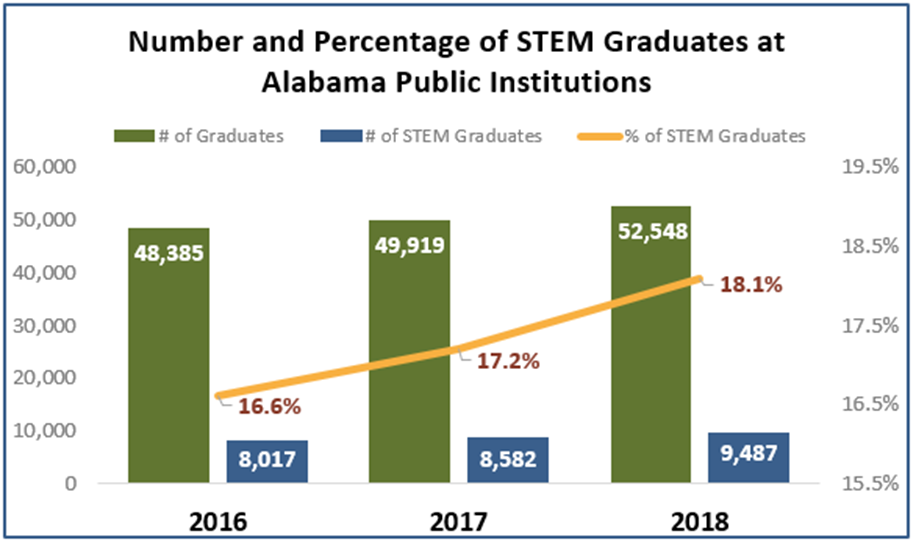 Number and Percentage of STEM Graduates at
Alabama Public Institutions
# of Graduates # of STEM Graduates % of STEM Graduates
60,000 19.5%
50,000 18.5%
40,000 17.5%
30,000 16.5%
20,000 15.5%
10,000
0
48,385 49,919 52,548
16.6% 17.2% 18.1%
8,017 8,582 9,487
2016 2017 2018